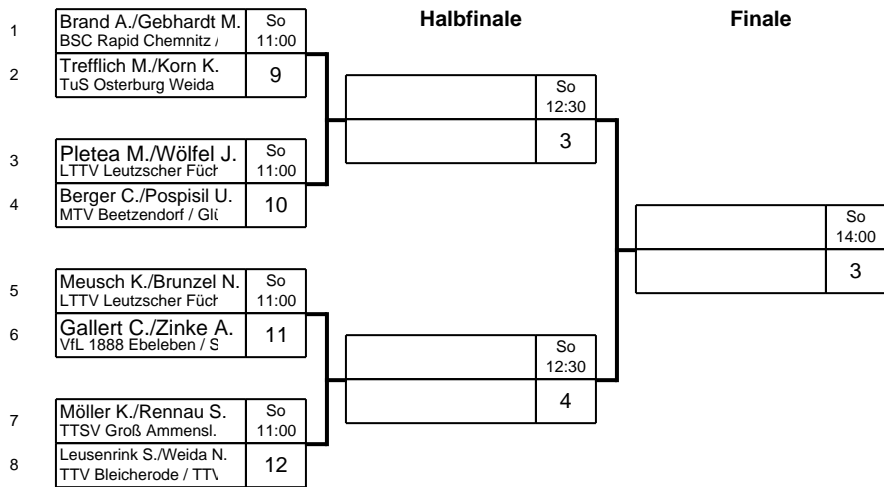 Halbfinale
Finale
1
Brand A./Gebhardt M.
BSC Rapid Chemnitz /
So
11:00
2
Trefflich M./Korn K.
TuS Osterburg Weida
9
So
12:30
3
3
Pletea M./Wölfel J.
LTTV Leutzscher Füch
So
11:00
4
Berger C./Pospisil U.
MTV Beetzendorf / Glü
10
So
14:00
3
5
Meusch K./Brunzel N.
LTTV Leutzscher Füch
So
11:00
6
Gallert C./Zinke A.
VfL 1888 Ebeleben / S
11
So
12:30
4
7
Möller K./Rennau S.
TTSV Groß Ammensl.
So
11:00
8
Leusenrink S./Weida N.
TTV Bleicherode / TTV
12